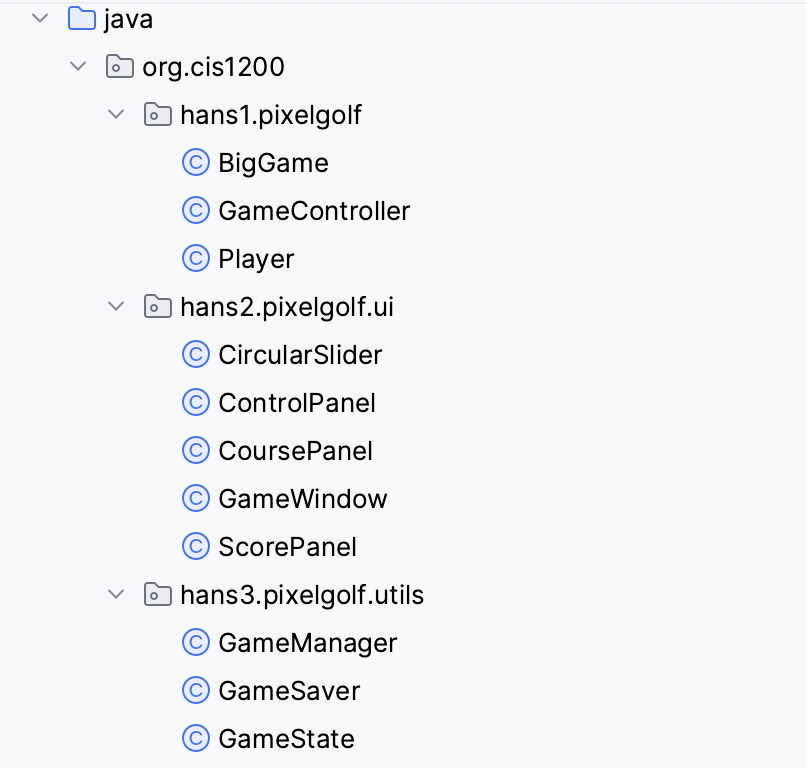 java
org.cis1200
hans1.pixelgolf
BigGame
GameController
Player
hans2.pixelgolf.ui
CircularSlider
ControlPanel
CoursePanel
GameWindow
ScorePanel
hans3.pixelgolf.utils
GameManager
GameSaver
GameState